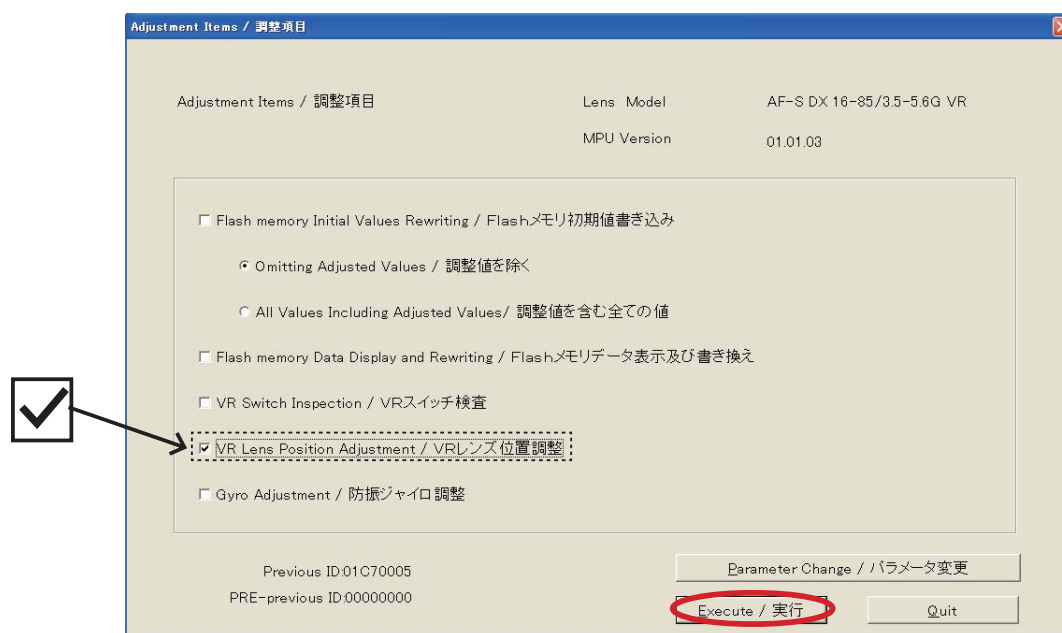 Adjustment Items / 調整項目
Adjustment Items / 調整項目
Lens Model AF-S DX 16-85/3.5-5.6G VR
MPU Version 01.01.03
Flash memory Initial Values Rewriting / Flashメモリ初期値書き込み
Omitting Adjusted Values / 調整値を除く
All Values Including Adjusted Values/ 調整値を含む全ての値
Flash memory Data Display and Rewriting / Flashメモリデータ表示及び書き換え
VR Switch Inspection / VRスイッチ検査
VR Lens Position Adjustment / VRレンズ位置調整
Gyro Adjustment / 防振ジャイロ調整
Previous ID:01C70005
PRE-previous ID:00000000
Parameter Change / パラメータ変更
Execute / 実行
Quit